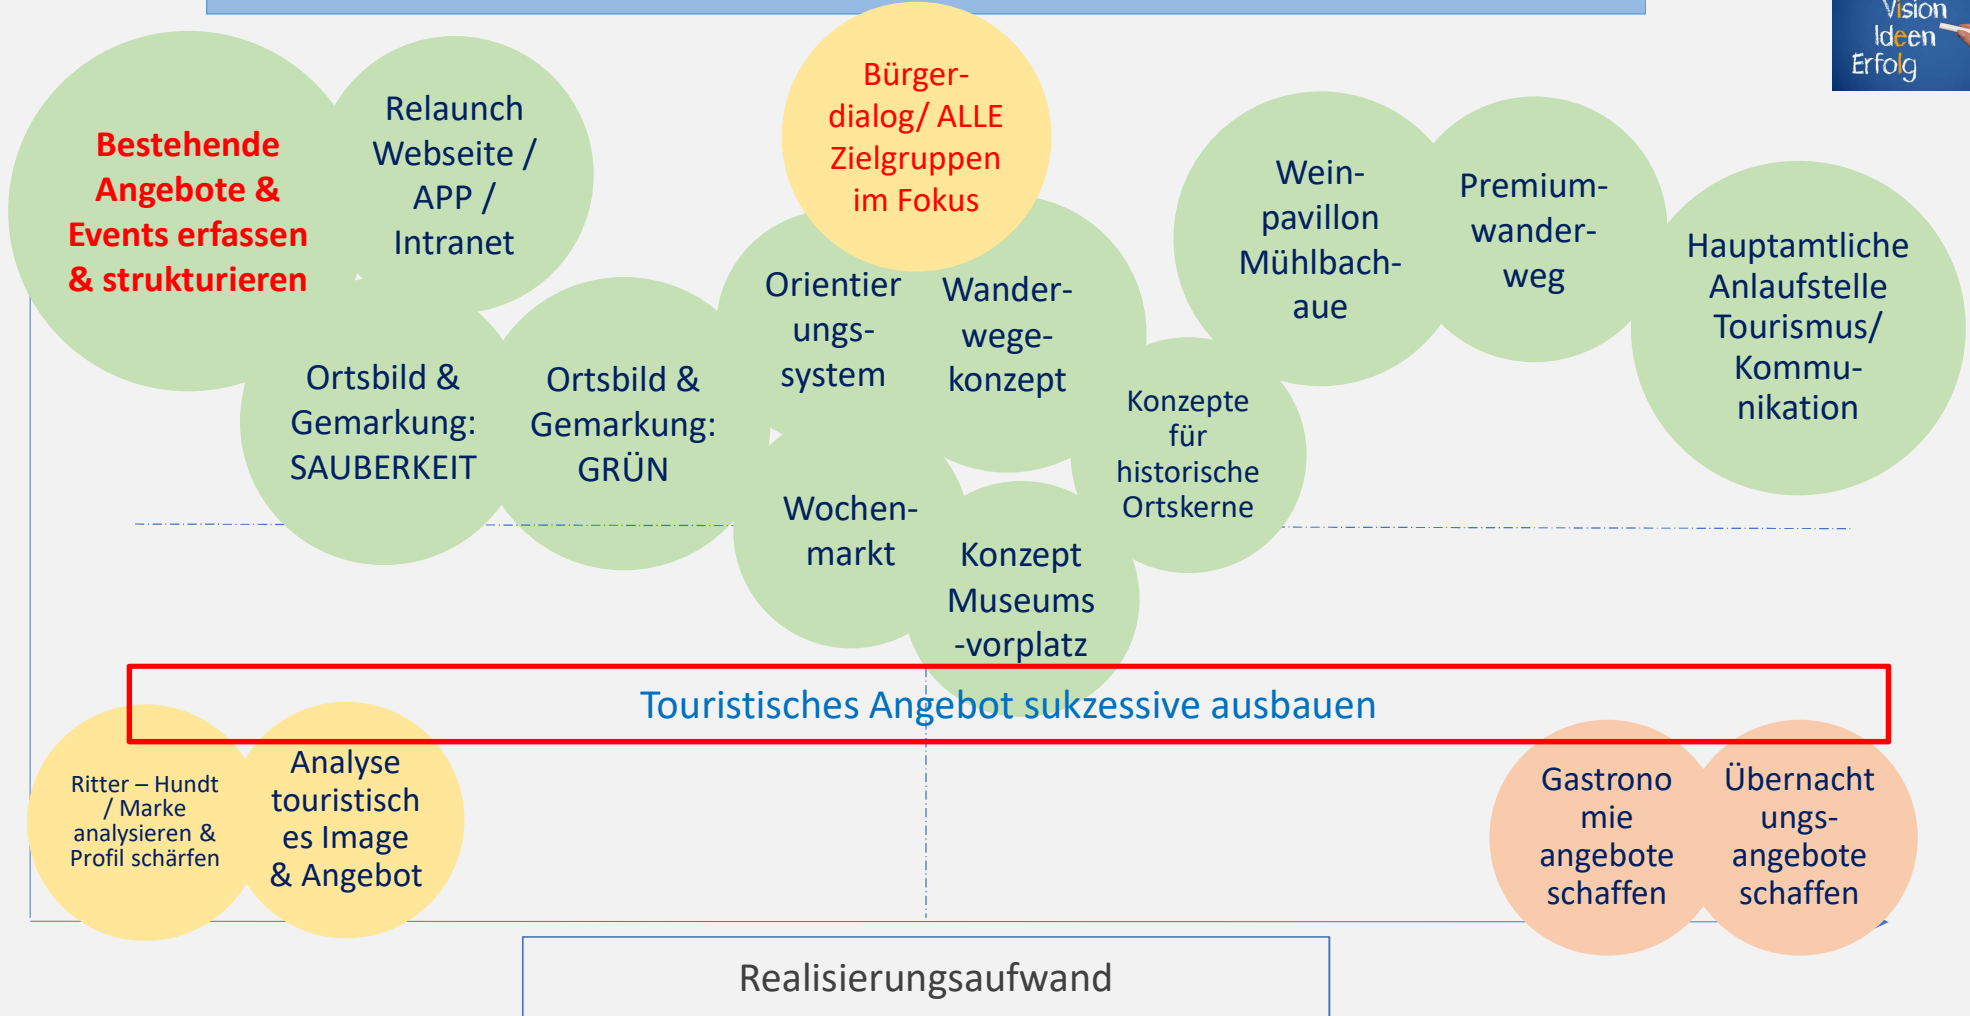 Vision
Ideen
Erfolg
Bestehende
Angebote &
Events erfassen
& strukturieren
Relaunch
Webseite /
APP /
Intranet
Bürger-
dialog/ ALLE
Zielgruppen
im Fokus
Wein-
pavillon
Mühlbach-
aue
Premium-
wander-
weg
Hauptamtliche
Anlaufstelle
Tourismus/
Kommu-
nikation
Ortsbild &
Gemarkung:
SAUBERKEIT
Ortsbild &
Gemarkung:
GRÜN
Orientier
ungs-
system
Wander-
wege-
konzept
Konzepte
für
historische
Ortskerne
Wochen-
markt
Konzept
Museums
-vorplatz
Touristisches Angebot sukzessive ausbauen
Ritter – Hundt
/ Marke
analysieren &
Profil schärfen
Analyse
touristisch
es Image
& Angebot
Gastrono
mie
angebote
schaffen
Übernacht
ungs-
angebote
schaffen
Realisierungsaufwand